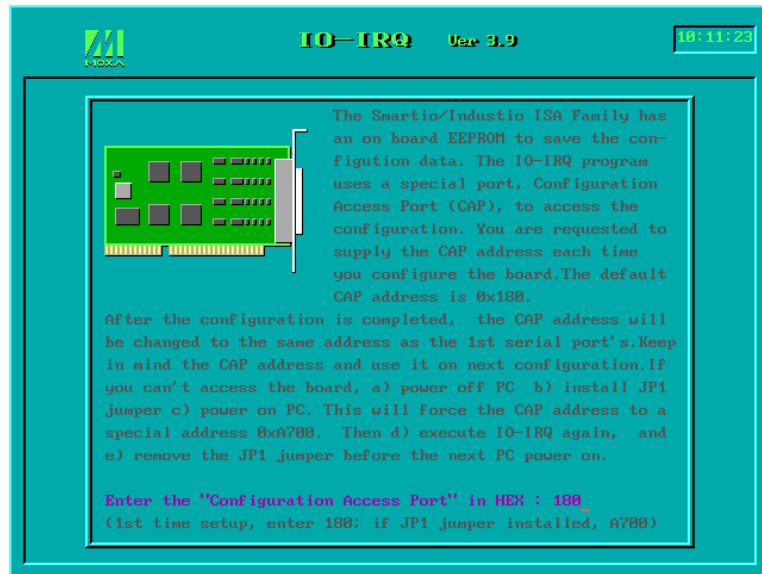 MOXA
IO-IRQ Ver 3.9
10:11:23
The Smartio/Industio ISA Family has
an on board EEPROM to save the con-
figution data. The IO-IRQ program
uses a special port, Configuration
Access Port (CAP), to access the
configuration. You are requested to
supply the CAP address each time
you configure the board.The default
CAP address is 0x180.
After the configuration is completed, the CAP address will
be changed to the same address as the 1st serial port's.Keep
in mind the CAP address and use it on next configuration.If
you can't access the board, a) power off PC b) install JP1
jumper c) power on PC. This will force the CAP address to a
special address 0xA700. Then d) execute IO-IRQ again, and
e) remove the JP1 jumper before the next PC power on.
Enter the "Configuration Access Port" in HEX : 180_
(1st time setup, enter 180; if JP1 jumper installed, A700)